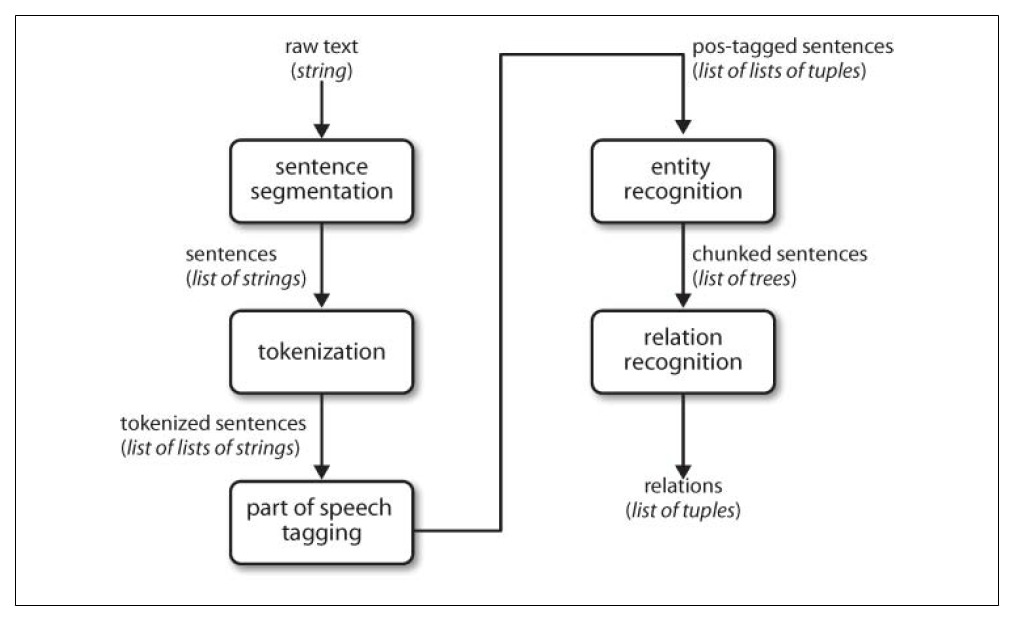 raw text
(string)
sentence
segmentation
sentences
(list of strings)
tokenization
tokenized sentences
(list of lists of strings)
part of speech
tagging
pos-tagged sentences
(list of lists of tuples)
entity
recognition
chunked sentences
(list of trees)
relation
recognition
relations
(list of tuples)